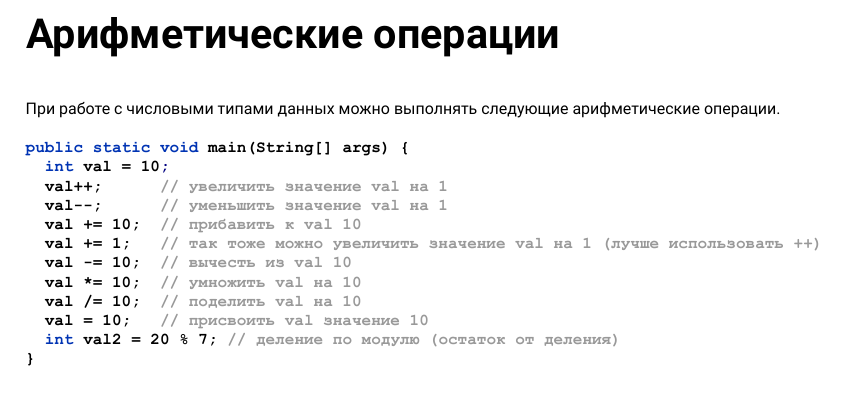 Арифметические операции
При работе с числовыми типами данных можно выполнять следующие арифметические операции.
public static void main(String[] args) {
  int val = 10;
  val++;      // увеличить значение val на 1
  val--;      // уменьшить значение val на 1
  val += 10;  // прибавить к val 10
  val += 1;   // так тоже можно увеличить значение val на 1 (лучше использовать ++)
  val -= 10;  // вычесть из val 10
  val *= 10;  // умножить val на 10
  val /= 10;  // поделить val на 10
  val = 10;   // присвоить val значение 10
  int val2 = 20 % 7; // деление по модулю (остаток от деления)
}